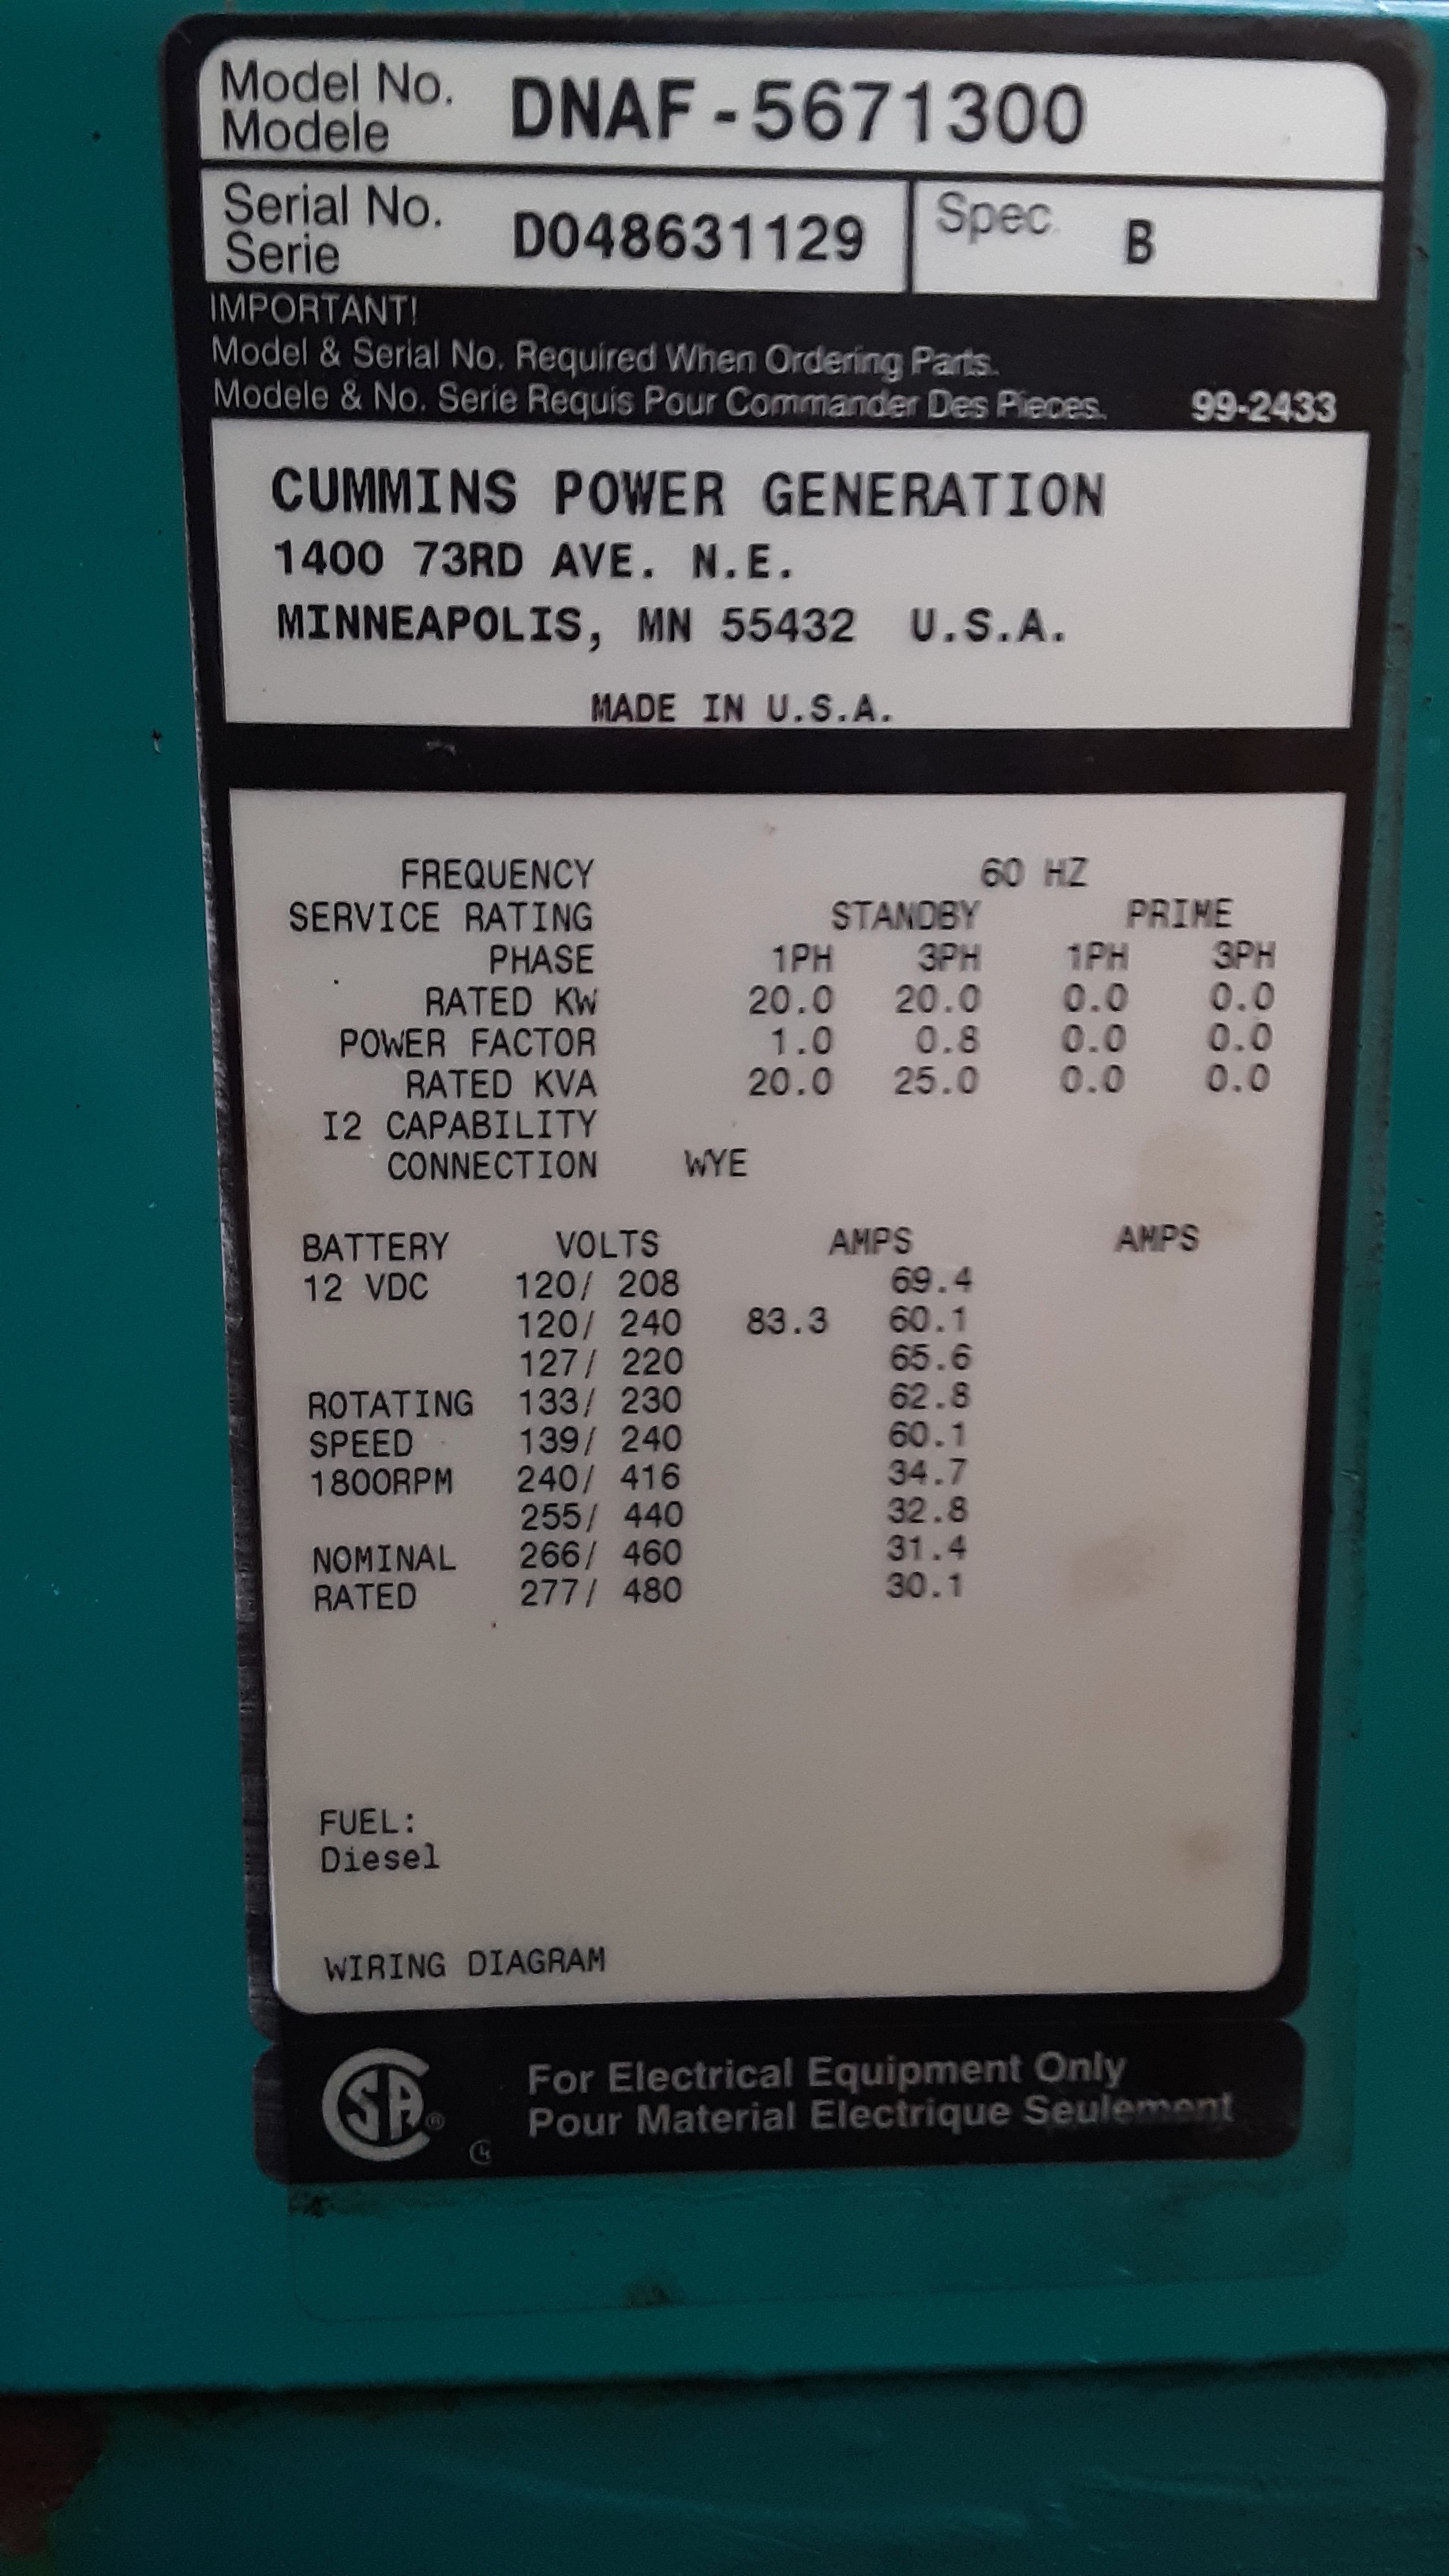 Model No. DNAF-5671300
Modele
Serial No. D048631129 Spec. B
Serie
IMPORTANT!
Model & Serial No. Required When Ordering Parts.
Modele & No. Serie Requis Pour Commander Des Pieces. 99-2433
CUMMINS POWER GENERATION
1400 73RD AVE. N.E.
MINNEAPOLIS, MN 55432 U.S.A.
MADE IN U.S.A.
FREQUENCY 60 HZ
SERVICE RATING STANDBY PRIME
PHASE 1PH 3PH 1PH 3PH
RATED KW 20.0 20.0 0.0 0.0
POWER FACTOR 1.0 0.8 0.0 0.0
RATED KVA 20.0 25.0 0.0 0.0
I2 CAPABILITY
CONNECTION WYE
BATTERY VOLTS AMPS AMPS
12 VDC 120/ 208 69.4
120/ 240 83.3 60.1
127/ 220 65.6
ROTATING 133/ 230 62.8
SPEED 139/ 240 60.1
1800RPM 240/ 416 34.7
255/ 440 32.8
NOMINAL 266/ 460 31.4
RATED 277/ 480 30.1
FUEL:
Diesel
WIRING DIAGRAM
CSA ® For Electrical Equipment Only
Pour Material Electrique Seulement